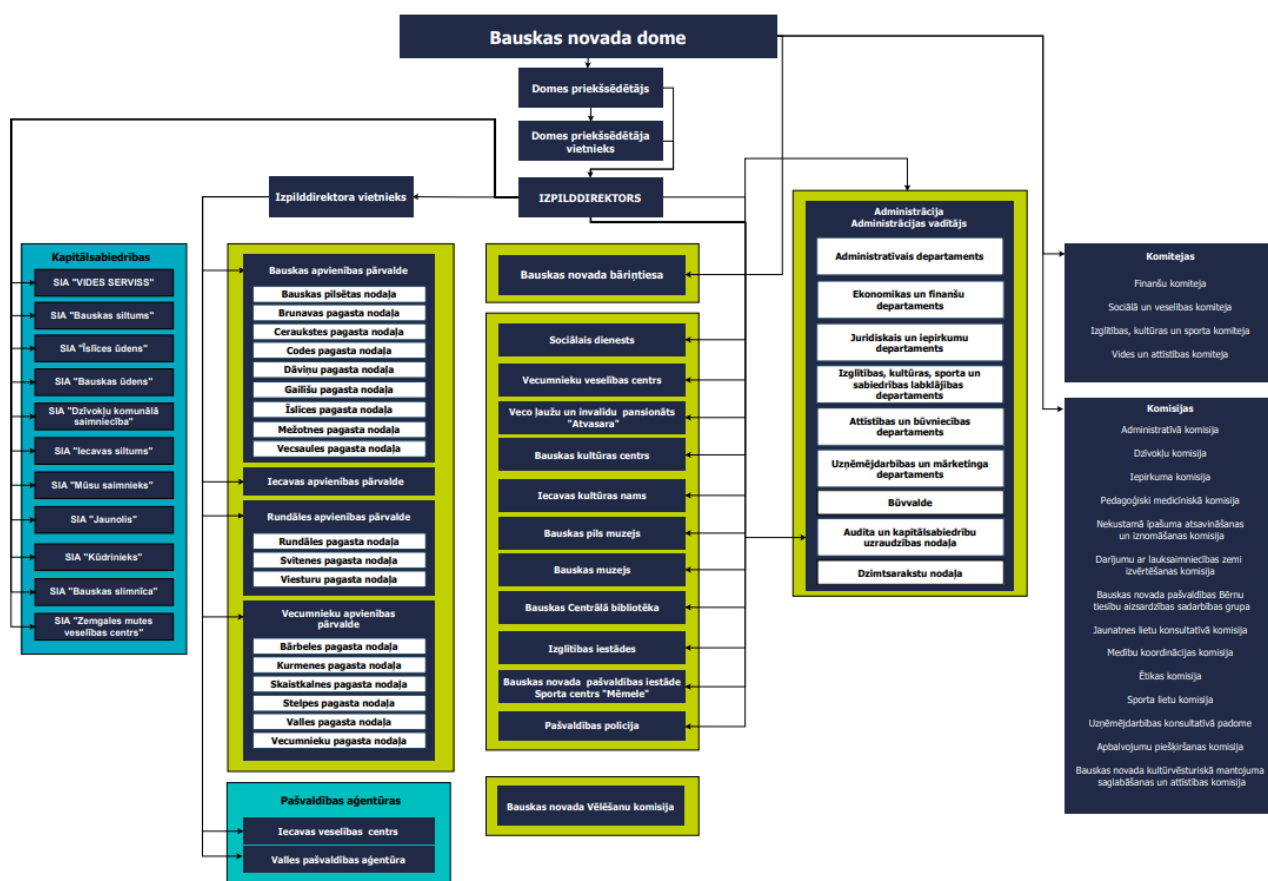 Bauskas novada dome
Domes priekšsēdētājs
Domes priekšsēdētāja
vietnieks
Izpilddirektora vietnieks
IZPILDDIREKTORS
Kapitālsabiedrības
SIA "VIDES SERVISS"
SIA "Bauskas siltums"
SIA "Īslīces ūdens"
SIA "Bauskas ūdens"
SIA "Dzīvokļu komunālā
saimniecība"
SIA "Iecavas siltums"
SIA "Mūsu saimnieks"
SIA "Jaunolis"
SIA "Kūdrinieks"
SIA "Bauskas slimnīca"
SIA "Zemgales mutes
veselības centrs"
Bauskas apvienības pārvalde
Bauskas pilsētas nodaļa
Brunavas pagasta nodaļa
Ceraukstes pagasta nodaļa
Codes pagasta nodaļa
Dāviņu pagasta nodaļa
Gailīšu pagasta nodaļa
Īslīces pagasta nodaļa
Mežotnes pagasta nodaļa
Vecsaules pagasta nodaļa
Iecavas apvienības pārvalde
Rundāles apvienības pārvalde
Rundāles pagasta nodaļa
Svitenes pagasta nodaļa
Viesturu pagasta nodaļa
Vecumnieku apvienības
pārvalde
Bārbeles pagasta nodaļa
Kurmenes pagasta nodaļa
Skaistkalnes pagasta nodaļa
Stelpes pagasta nodaļa
Valles pagasta nodaļa
Vecumnieku pagasta nodaļa
Pašvaldības aģentūras
Iecavas veselības centrs
Valles pašvaldības aģentūra
Bauskas novada bāriņtiesa
Sociālais dienests
Vecumnieku veselības centrs
Veco ļaužu un invalīdu pansionāts
"Atvasara"
Bauskas kultūras centrs
Iecavas kultūras nams
Bauskas pils muzejs
Bauskas muzejs
Bauskas Centrālā bibliotēka
Izglītības iestādes
Bauskas novada pašvaldības iestāde
Sporta centrs "Mēmele"
Pašvaldības policija
Bauskas novada Vēlēšanu komisija
Administrācija
Administrācijas vadītājs
Administratīvais departaments
Ekonomikas un finanšu
departaments
Juridiskais un iepirkumu
departaments
Izglītības, kultūras, sporta un
sabiedrības labklājības
departaments
Attīstības un būvniecības
departaments
Uzņēmējdarbības un mārketinga
departaments
Būvvalde
Audita un kapitālsabiedrību
uzraudzības nodaļa
Dzimtsarakstu nodaļa
Komitejas
Finanšu komiteja
Sociālā un veselības komiteja
Izglītības, kultūras un sporta komiteja
Vides un attīstības komiteja
Komisijas
Administratīvā komisija
Dzīvokļu komisija
Iepirkuma komisija
Pedagoģiski medicīniskā komisija
Nekustamā īpašuma atsavināšanas
un iznomāšanas komisija
Darījumu ar lauksaimniecības zemi
izvērtēšanas komisija
Bauskas novada pašvaldības Bērnu
tiesību aizsardzības sadarbības grupa
Jaunatnes lietu konsultatīvā komisija
Medību koordinācijas komisija
Ētikas komisija
Sporta lietu komisija
Uzņēmējdarbības konsultatīvā padome
Apbalvojumu piešķiršanas komisija
Bauskas novada kultūrvēsturiskā mantojuma
saglabāšanas un attīstības komisija